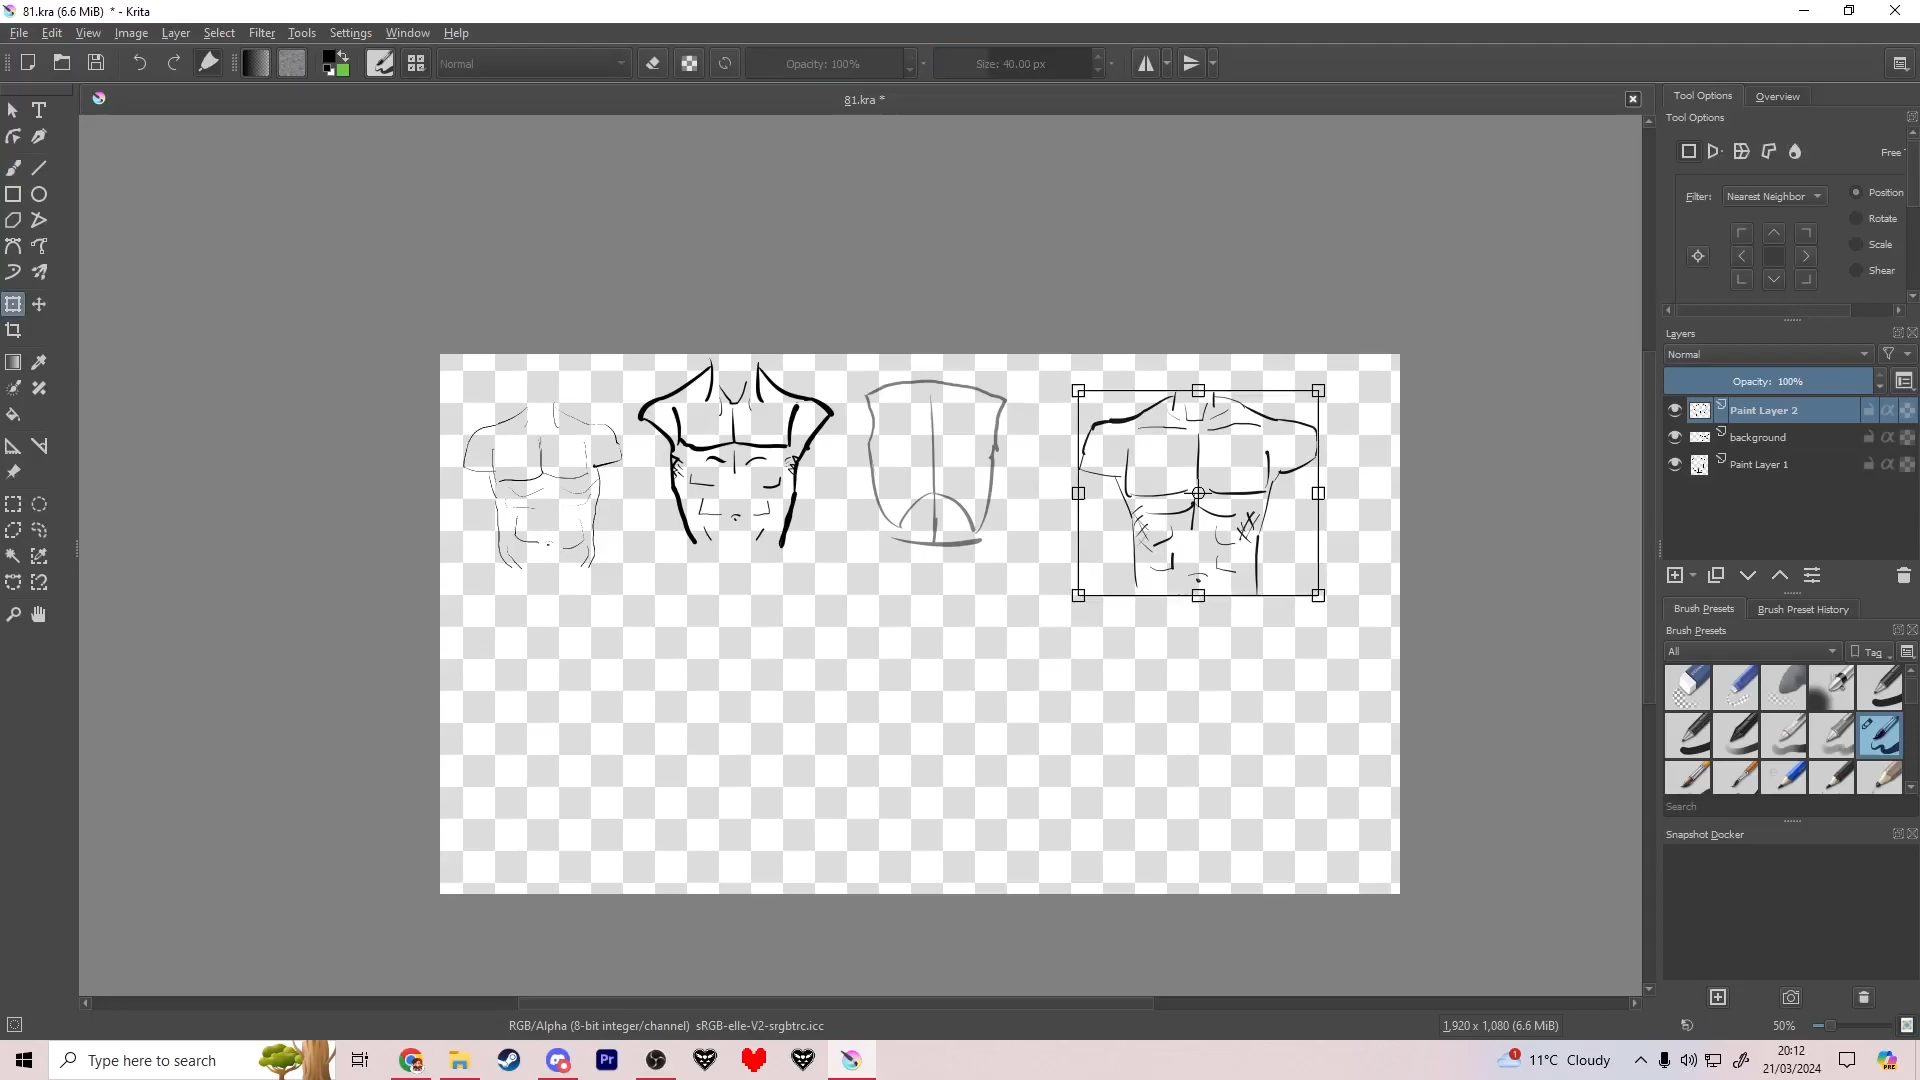 81.kra (6.6 MiB) * - Krita
File Edit View Image Layer Select Filter Tools Settings Window Help
Normal
Opacity: 100%
Size: 40.00 px
81.kra *
Tool Options Overview
Tool Options
Free
Filter: Nearest Neighbor
Position
Rotate
Scale
Shear
Layers
Normal
Opacity: 100%
Paint Layer 2
background
Paint Layer 1
Brush Presets Brush Preset History
Brush Presets
All
Tag
Search
Snapshot Docker
RGB/Alpha (8-bit integer/channel) sRGB-elle-V2-srgbtrc.icc
1,920 x 1,080 (6.6 MiB)
50%
Type here to search
Pr
1
11°C Cloudy
20:12
21/03/2024
PRE